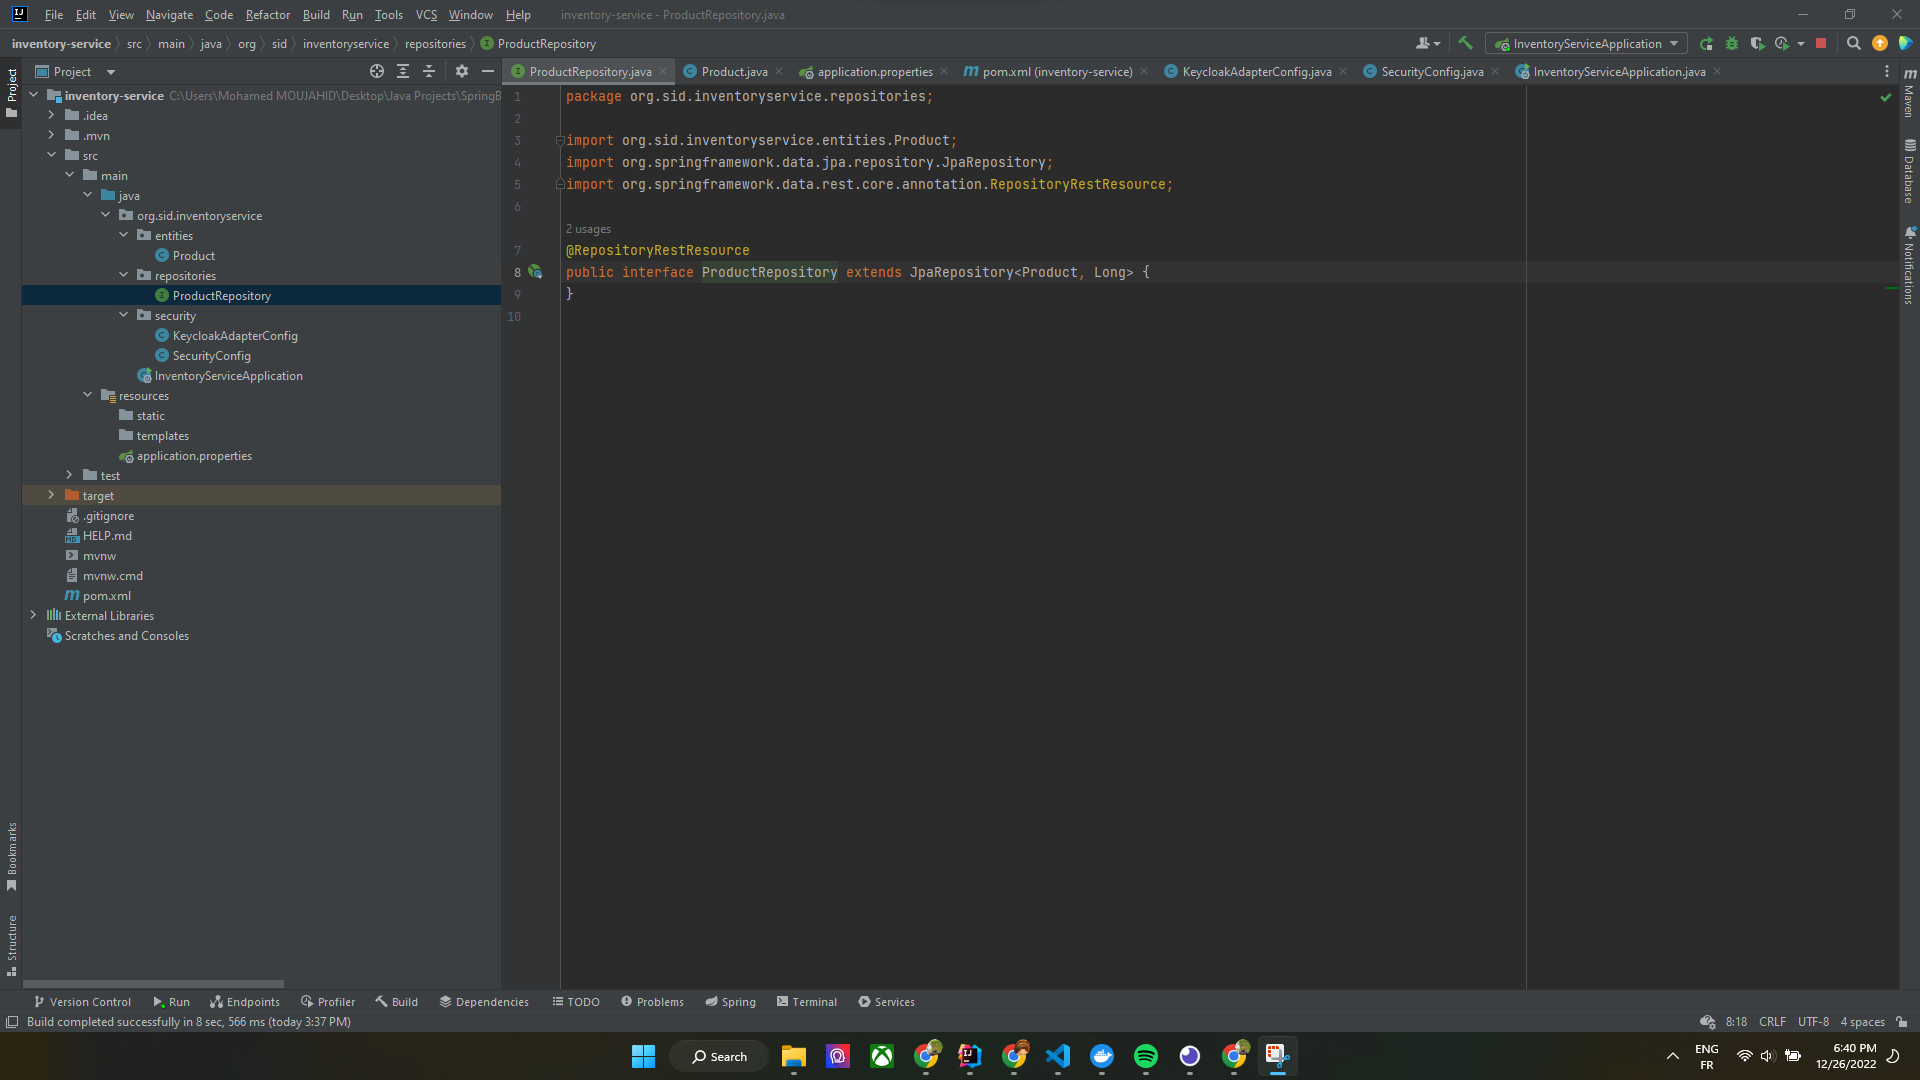 File Edit View Navigate Code Refactor Build Run Tools VCS Window Help inventory-service - ProductRepository.java
inventory-service src main java org sid inventoryservice repositories ProductRepository InventoryServiceApplication
Project
ProductRepository.java Product.java application.properties pom.xml (inventory-service) KeycloakAdapterConfig.java SecurityConfig.java InventoryServiceApplication.java
Project
Bookmarks
Structure
inventory-service C:\Users\Mohamed MOUJAHID\Desktop\Java Projects\SpringB
.idea
.mvn
src
main
java
org.sid.inventoryservice
entities
Product
repositories
ProductRepository
security
KeycloakAdapterConfig
SecurityConfig
InventoryServiceApplication
resources
static
templates
application.properties
test
target
.gitignore
HELP.md
mvnw
mvnw.cmd
pom.xml
External Libraries
Scratches and Consoles
1 package org.sid.inventoryservice.repositories;
2
3 import org.sid.inventoryservice.entities.Product;
4 import org.springframework.data.jpa.repository.JpaRepository;
5 import org.springframework.data.rest.core.annotation.RepositoryRestResource;
6
2 usages
7 @RepositoryRestResource
8 public interface ProductRepository extends JpaRepository<Product, Long> {
9 }
10
Maven
Database
Notifications
Version Control Run Endpoints Profiler Build Dependencies TODO Problems Spring Terminal Services
Build completed successfully in 8 sec, 566 ms (today 3:37 PM) 8:18 CRLF UTF-8 4 spaces
Search
ENG
FR
6:40 PM
12/26/2022